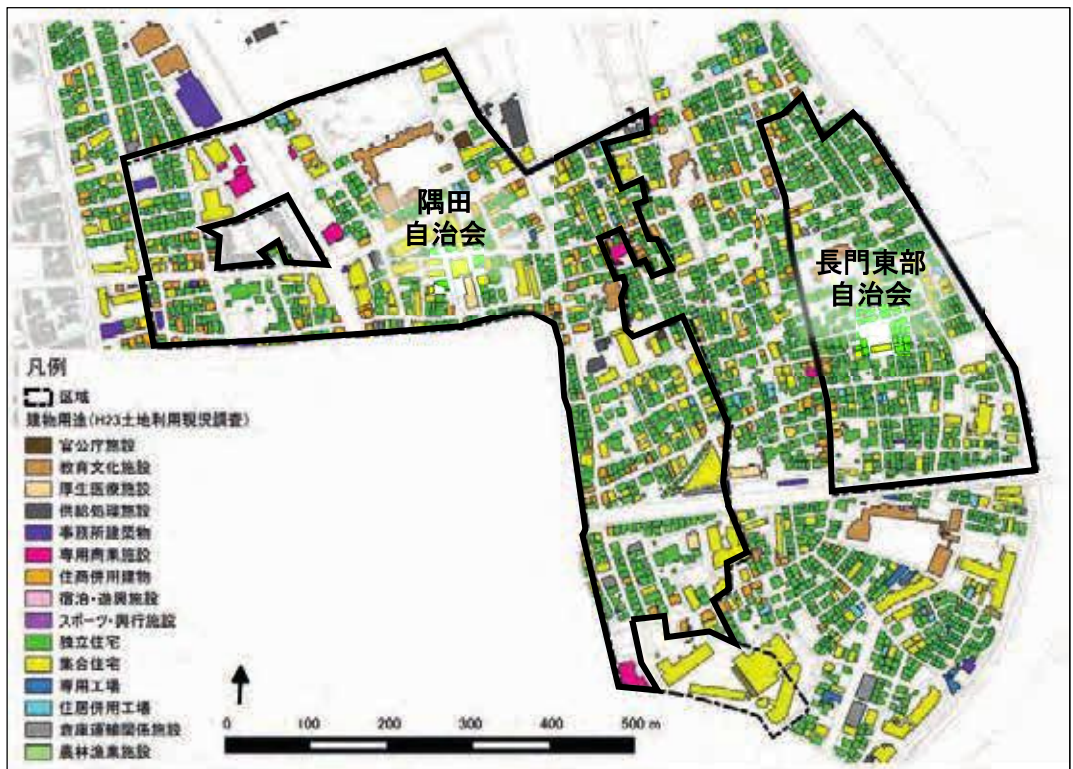 隅田
自治会
長門東部
自治会
凡例
区域
建物用途(H23土地利用現況調査)
官公庁施設
教育文化施設
厚生医療施設
供給処理施設
事務所建築物
専用商業施設
住商併用建物
宿泊・遊興施設
スポーツ・興行施設
独立住宅
集合住宅
専用工場
住居併用工場
倉庫運輸関係施設
農林漁業施設
0 100 200 300 400 500 m